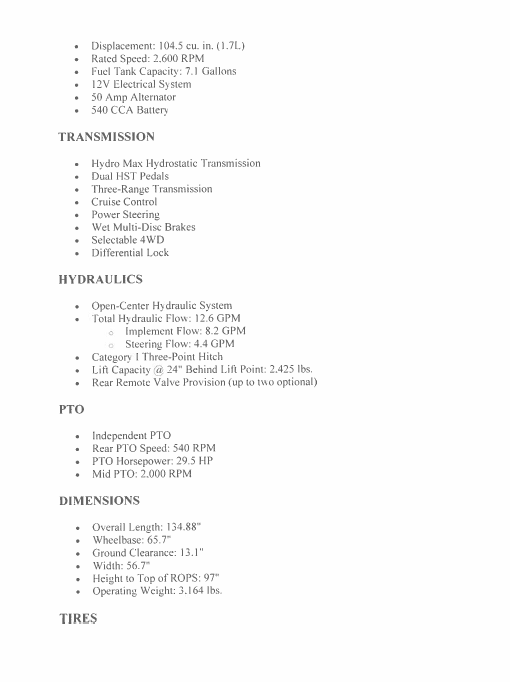 • Displacement: 104.5 cu. in. (1.7L)
• Rated Speed: 2.600 RPM
• Fuel Tank Capacity: 7.1 Gallons
• 12V Electrical System
• 50 Amp Alternator
• 540 CCA Battery
TRANSMISSION
• Hydro Max Hydrostatic Transmission
• Dual HST Pedals
• Three-Range Transmission
• Cruise Control
• Power Steering
• Wet Multi-Disc Brakes
• Selectable 4WD
• Differential Lock
HYDRAULICS
• Open-Center Hydraulic System
• Total Hydraulic Flow: 12.6 GPM
○ Implement Flow: 8.2 GPM
○ Steering Flow: 4.4 GPM
• Category I Three-Point Hitch
• Lift Capacity @ 24" Behind Lift Point: 2.425 lbs.
• Rear Remote Valve Provision (up to two optional)
PTO
• Independent PTO
• Rear PTO Speed: 540 RPM
• PTO Horsepower: 29.5 HP
• Mid PTO: 2.000 RPM
DIMENSIONS
• Overall Length: 134.88"
• Wheelbase: 65.7"
• Ground Clearance: 13.1"
• Width: 56.7"
• Height to Top of ROPS: 97"
• Operating Weight: 3.164 lbs.
TIRES